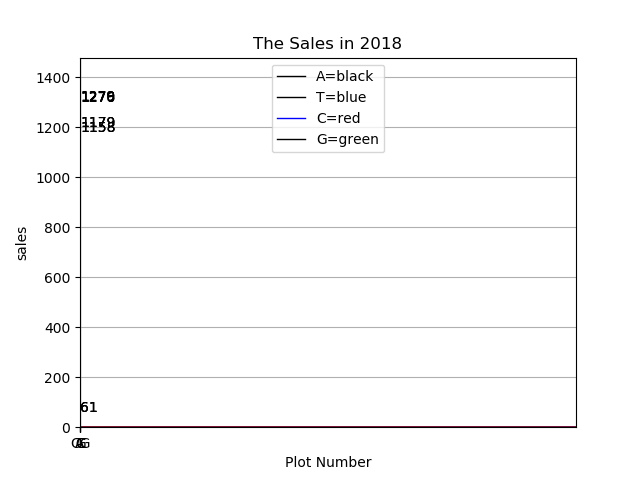 The Sales in 2018
A=black
T=blue
C=red
G=green
1400
1200
1000
800
600
400
200
0
sales
1179
1158
61
Plot Number